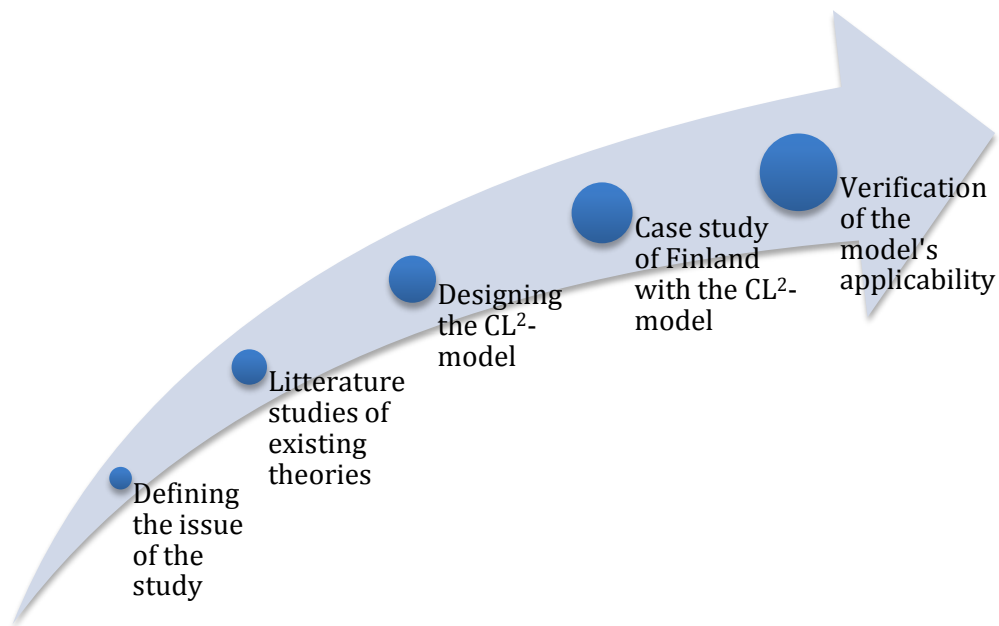 Defining
the issue
of the
study
Litterature
studies of
existing
theories
Designing
the CL²-
model
Case study
of Finland
with the CL²-
model
Verification
of the
model's
applicability